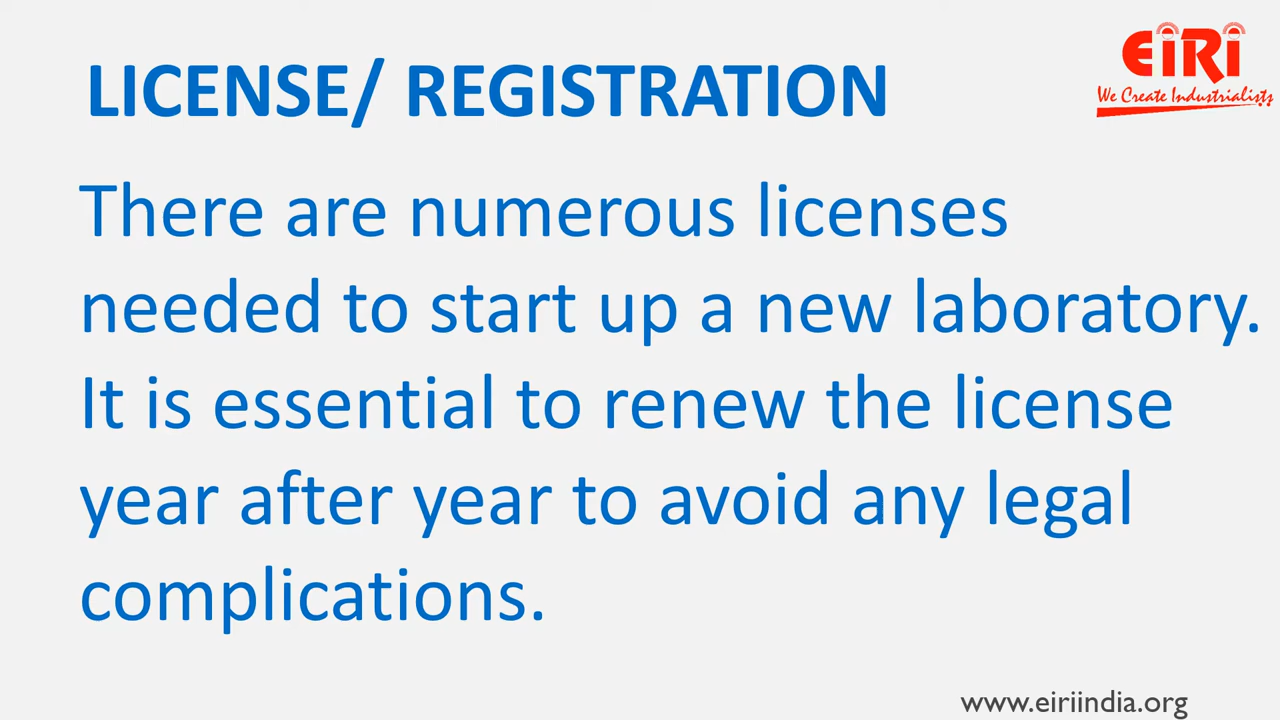 EiRi
We Create Industrialists
LICENSE/ REGISTRATION
There are numerous licenses
needed to start up a new laboratory.
It is essential to renew the license
year after year to avoid any legal
complications.
www.eiriindia.org